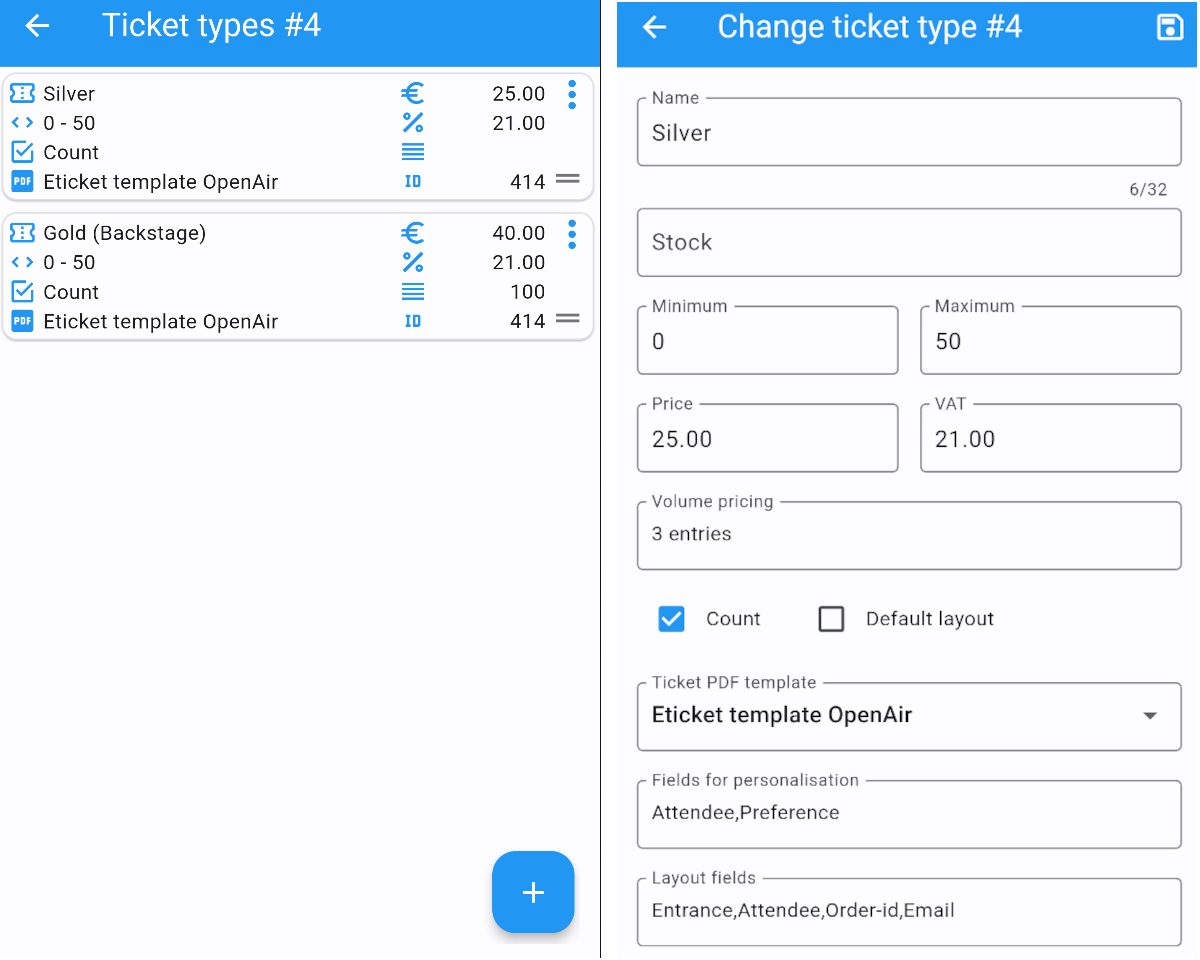 Ticket types #4
Silver 25.00
0 - 50 % 21.00
Count
PDF Eticket template OpenAir ID 414
Gold (Backstage) € 40.00
0 - 50 % 21.00
Count 100
PDF Eticket template OpenAir ID 414
+
Change ticket type #4
Name
Silver
6/32
Stock
Minimum Maximum
0 50
Price VAT
25.00 21.00
Volume pricing
3 entries
Count Default layout
Ticket PDF template
Eticket template OpenAir
Fields for personalisation
Attendee,Preference
Layout fields
Entrance,Attendee,Order-id,Email